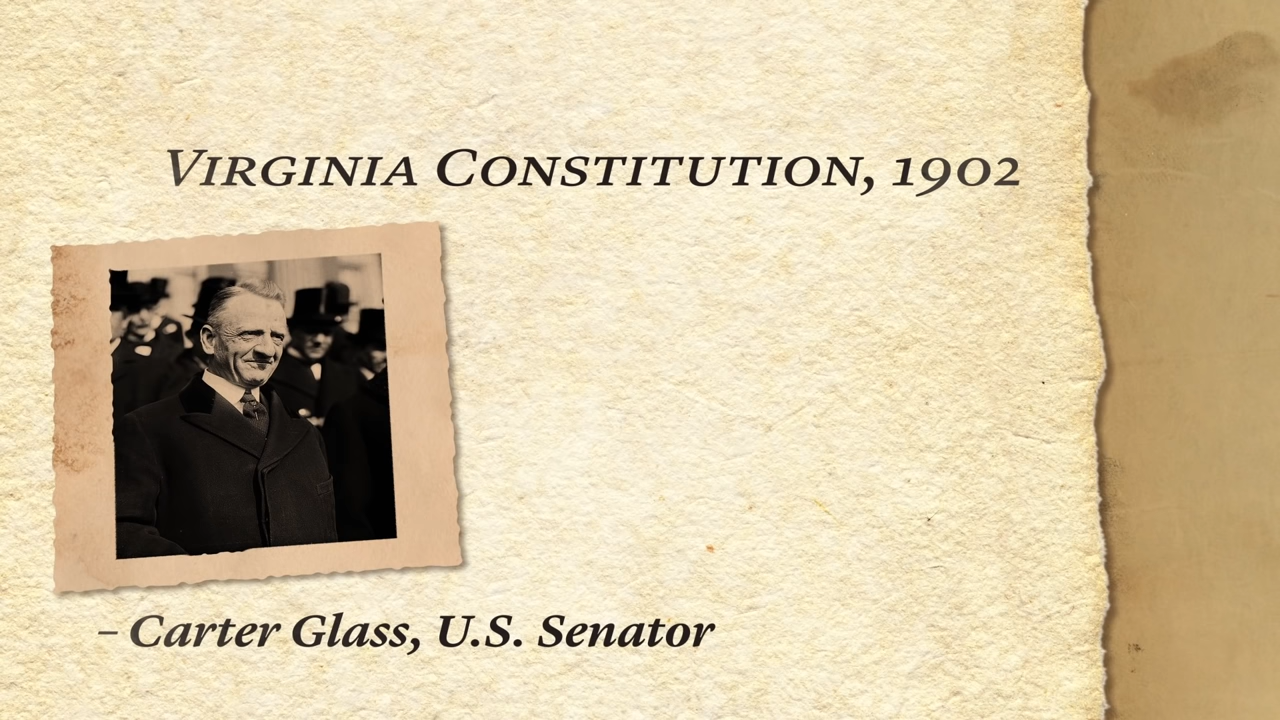 Virginia Constitution, 1902
– Carter Glass, U.S. Senator